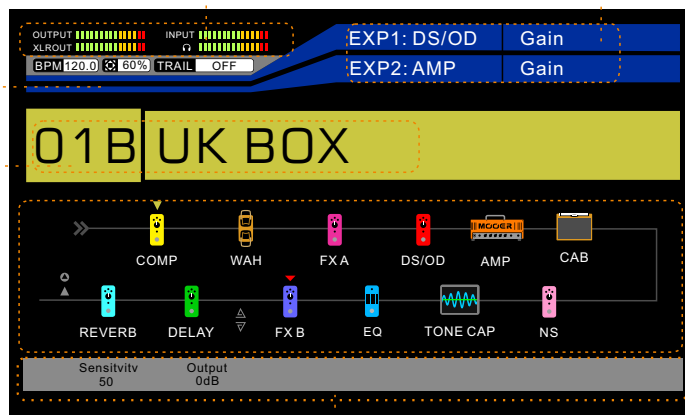 OUTPUT INPUT
XLROUT
BPM 120.0 60% TRAIL OFF
EXP1: DS/OD Gain
EXP2: AMP Gain
01B UK BOX
MOOER
COMP WAH FX A DS/OD AMP CAB
REVERB DELAY FX B EQ TONE CAP NS
Sensitvitv Output
50 0dB